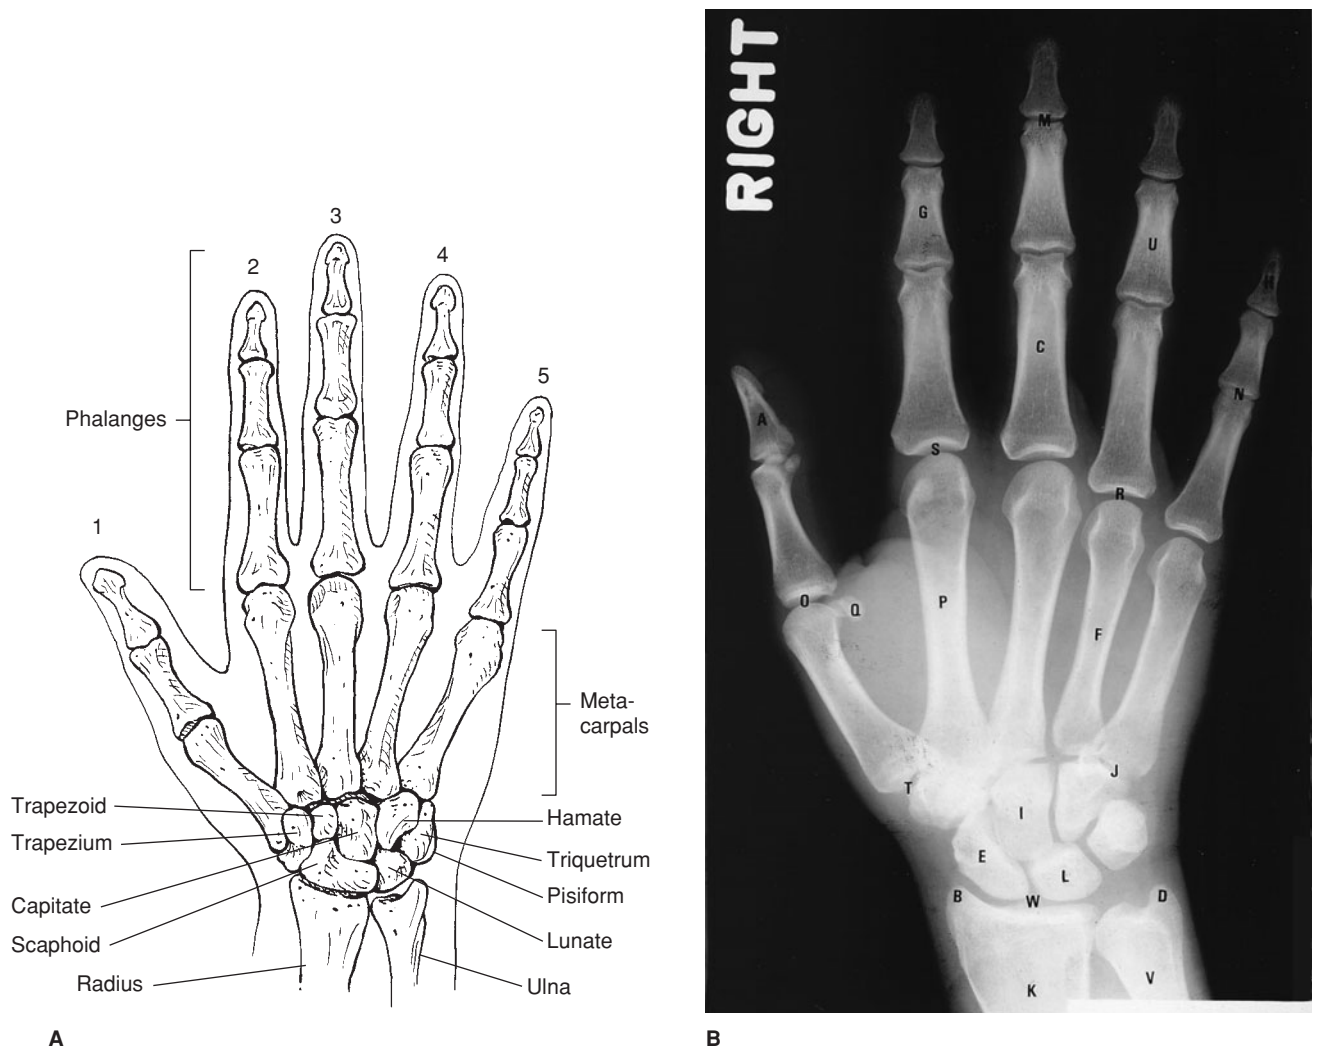 3
2
4
5
Phalanges
1
Meta-
carpals
Trapezoid
Trapezium
Capitate
Scaphoid
Radius
Hamate
Triquetrum
Pisiform
Lunate
Ulna
A
RIGHT
M
G
U
H
C
N
A
S
R
O
Q
P
F
T
J
I
E
L
B
W
D
K
V
B